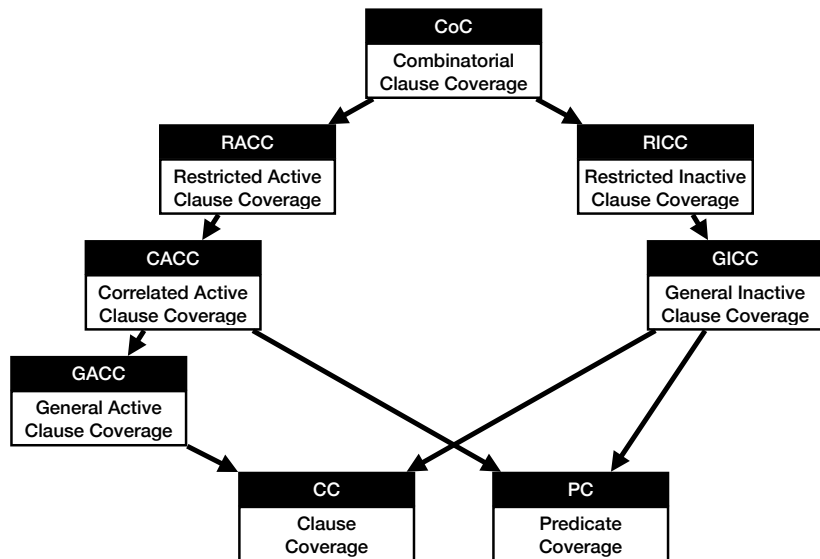 CoC
Combinatorial
Clause Coverage
RACC
Restricted Active
Clause Coverage
RICC
Restricted Inactive
Clause Coverage
CACC
Correlated Active
Clause Coverage
GICC
General Inactive
Clause Coverage
GACC
General Active
Clause Coverage
CC
Clause
Coverage
PC
Predicate
Coverage